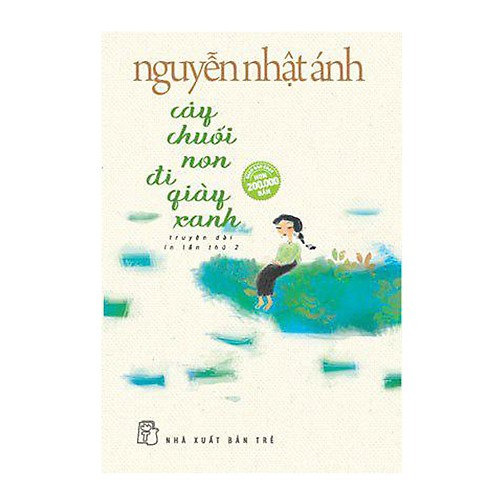 nguyễn nhật ánh
cây
chuối
non
đi
giày
xanh
truyện dài
in lần thứ 2
HƠN
200.000
BẢN
NHÀ XUẤT BẢN TRẺ